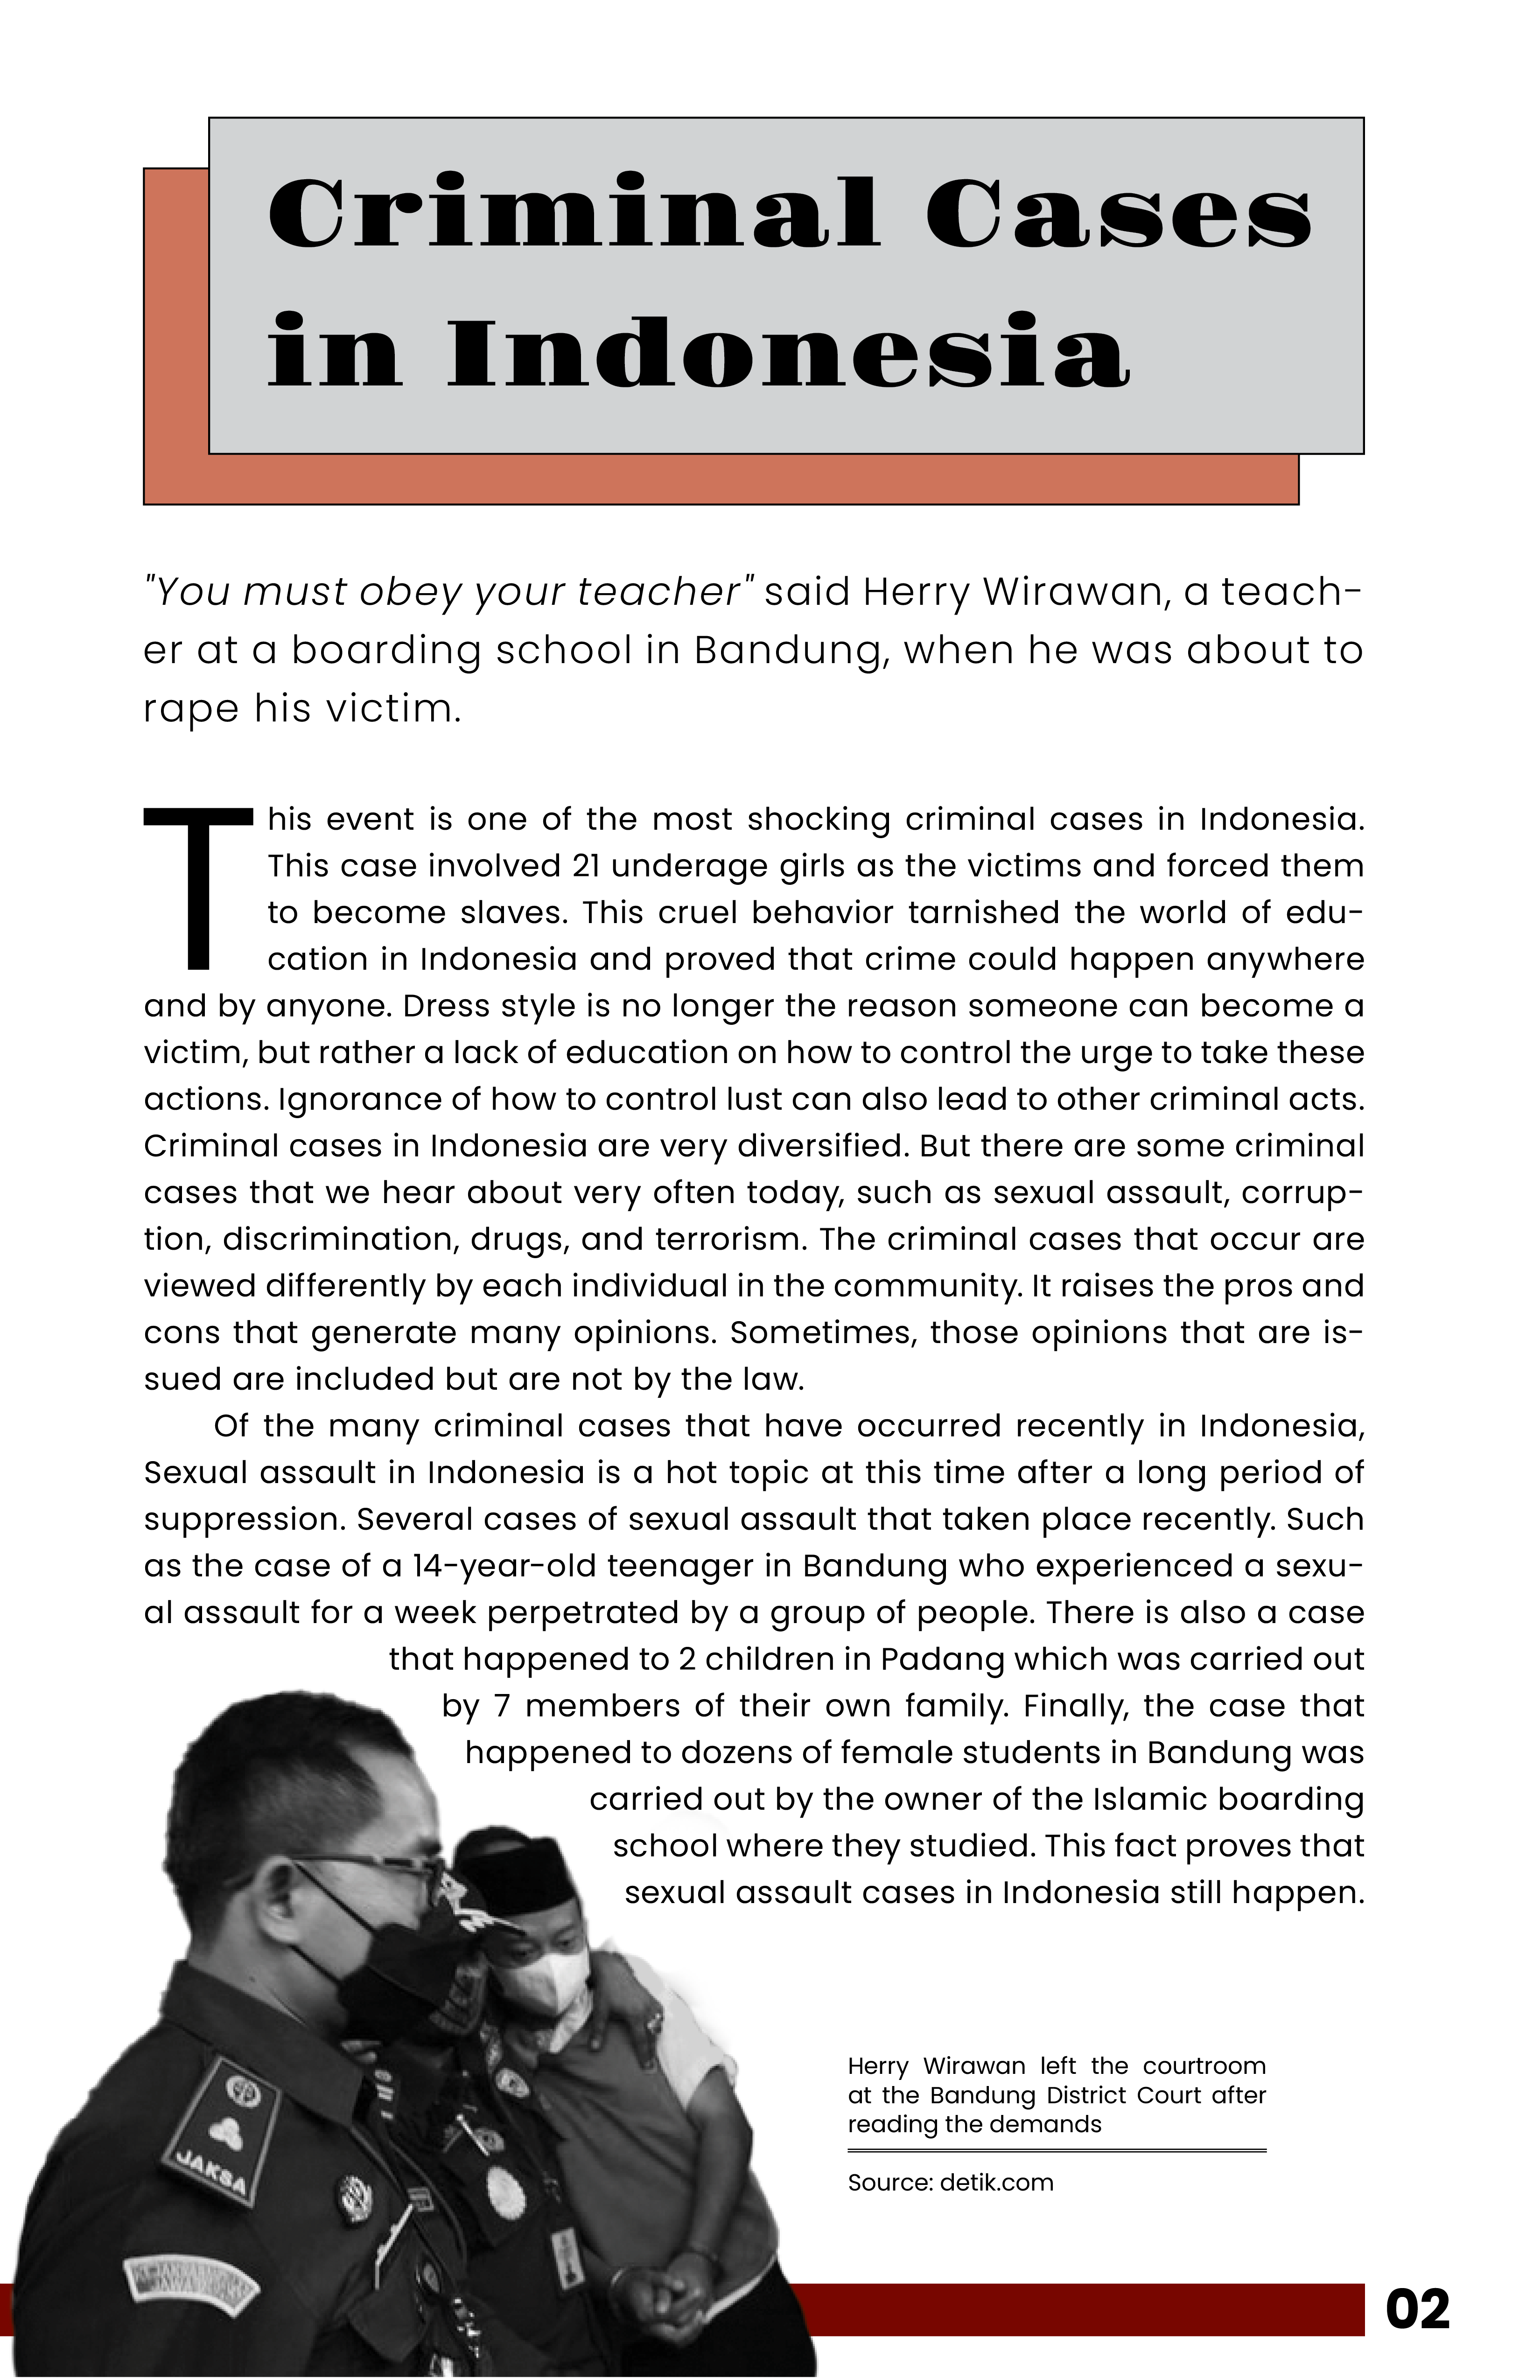 Criminal Cases
in Indonesia
"You must obey your teacher" said Herry Wirawan, a teach-
er at a boarding school in Bandung, when he was about to
rape his victim.
This event is one of the most shocking criminal cases in Indonesia.
This case involved 21 underage girls as the victims and forced them
to become slaves. This cruel behavior tarnished the world of edu-
cation in Indonesia and proved that crime could happen anywhere
and by anyone. Dress style is no longer the reason someone can become a
victim, but rather a lack of education on how to control the urge to take these
actions. Ignorance of how to control lust can also lead to other criminal acts.
Criminal cases in Indonesia are very diversified. But there are some criminal
cases that we hear about very often today, such as sexual assault, corrup-
tion, discrimination, drugs, and terrorism. The criminal cases that occur are
viewed differently by each individual in the community. It raises the pros and
cons that generate many opinions. Sometimes, those opinions that are is-
sued are included but are not by the law.
Of the many criminal cases that have occurred recently in Indonesia,
Sexual assault in Indonesia is a hot topic at this time after a long period of
suppression. Several cases of sexual assault that taken place recently. Such
as the case of a 14-year-old teenager in Bandung who experienced a sexu-
al assault for a week perpetrated by a group of people. There is also a case
that happened to 2 children in Padang which was carried out
by 7 members of their own family. Finally, the case that
happened to dozens of female students in Bandung was
carried out by the owner of the Islamic boarding
school where they studied. This fact proves that
sexual assault cases in Indonesia still happen.
JAKSA
Herry Wirawan left the courtroom
at the Bandung District Court after
reading the demands
Source: detik.com
02